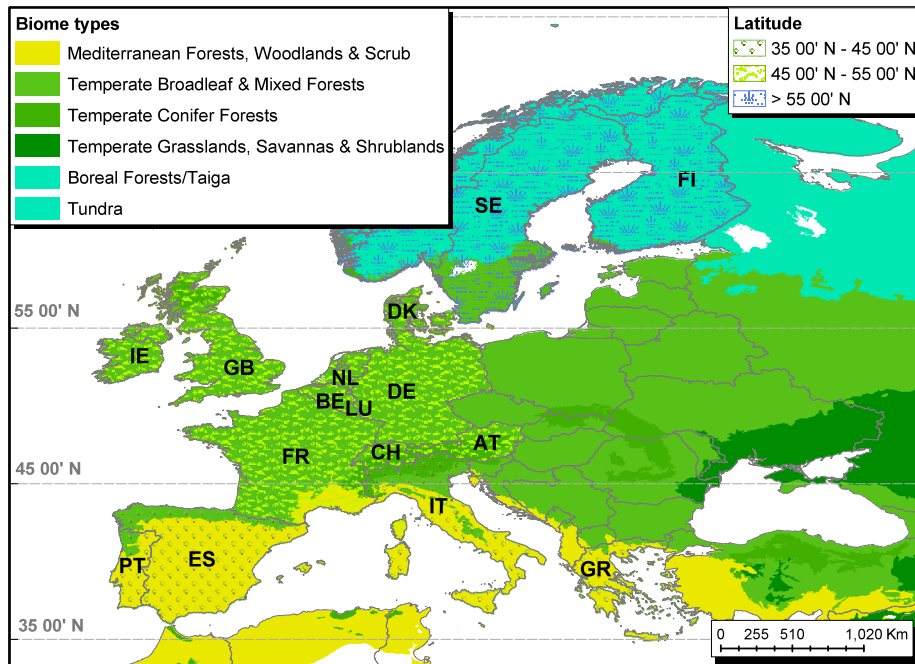 Biome types
Mediterranean Forests, Woodlands & Scrub
Temperate Broadleaf & Mixed Forests
Temperate Conifer Forests
Temperate Grasslands, Savannas & Shrublands
Boreal Forests/Taiga
Tundra
Latitude
35 00' N - 45 00' N
45 00' N - 55 00' N
> 55 00' N
FI
SE
55 00' N
DK
IE
GB
NL
DE
BE
LU
AT
CH
FR
45 00' N
IT
PT
ES
GR
35 00' N
0 255 510 1,020 Km